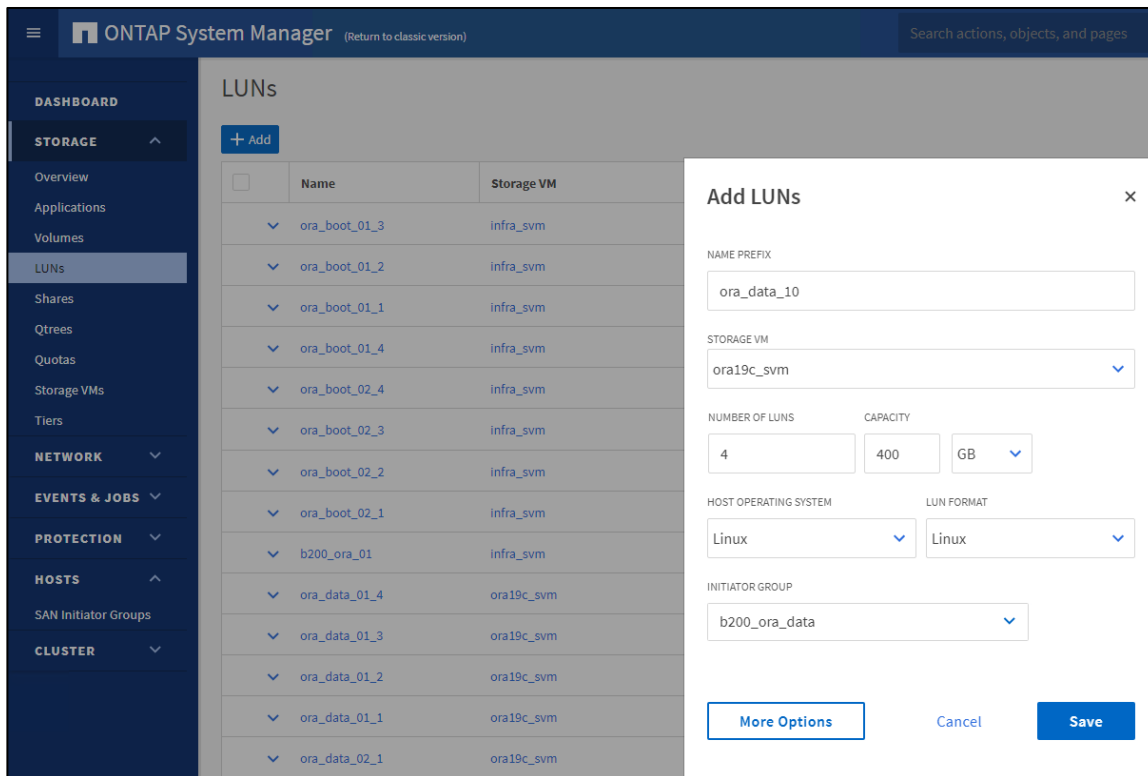 ONTAP System Manager (Return to classic version)
Search actions, objects, and pages
DASHBOARD
STORAGE
Overview
Applications
Volumes
LUNs
Shares
Qtrees
Quotas
Storage VMs
Tiers
NETWORK
EVENTS & JOBS
PROTECTION
HOSTS
SAN Initiator Groups
CLUSTER
LUNs
+ Add
Name Storage VM
ora_boot_01_3 infra_svm
ora_boot_01_2 infra_svm
ora_boot_01_1 infra_svm
ora_boot_01_4 infra_svm
ora_boot_02_4 infra_svm
ora_boot_02_3 infra_svm
ora_boot_02_2 infra_svm
ora_boot_02_1 infra_svm
b200_ora_01 infra_svm
ora_data_01_4 ora19c_svm
ora_data_01_3 ora19c_svm
ora_data_01_2 ora19c_svm
ora_data_01_1 ora19c_svm
ora_data_02_1 ora19c_svm
Add LUNs
NAME PREFIX
ora_data_10
STORAGE VM
ora19c_svm
NUMBER OF LUNS CAPACITY
4 400 GB
HOST OPERATING SYSTEM LUN FORMAT
Linux Linux
INITIATOR GROUP
b200_ora_data
More Options Cancel Save